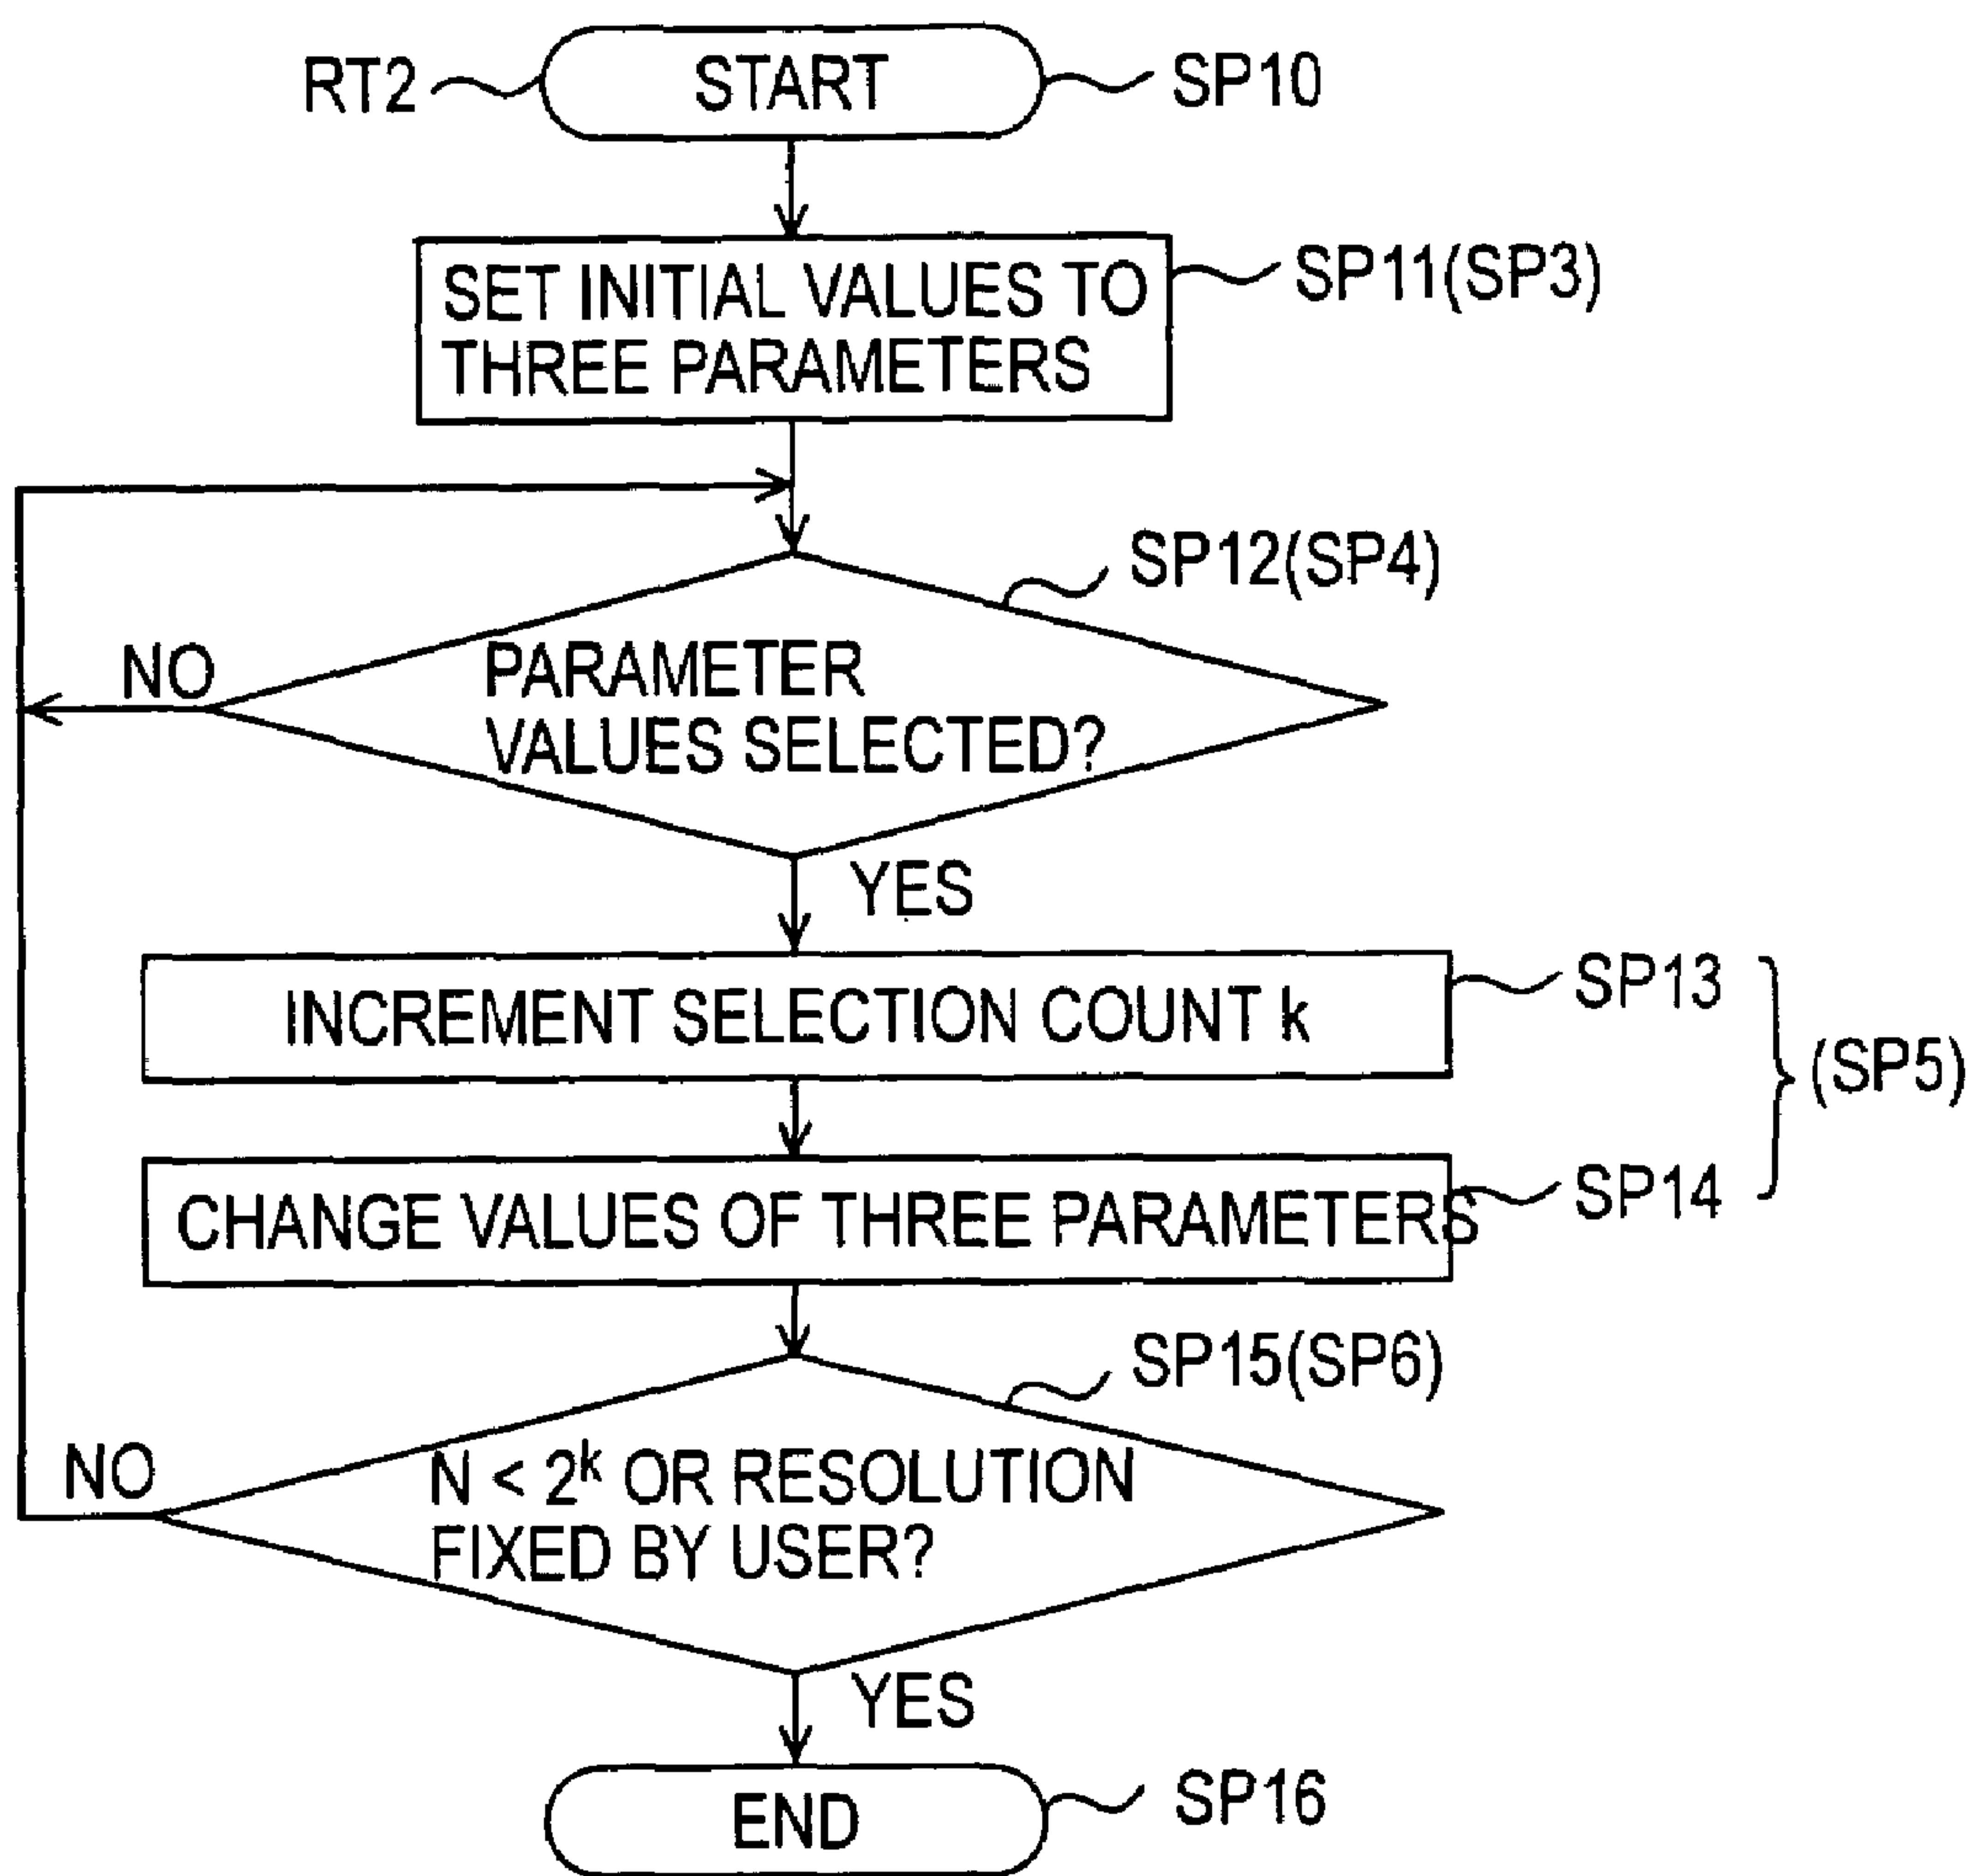 RT2
START
SP10
SET INITIAL VALUES TO
THREE PARAMETERS
SP11(SP3)
SP12(SP4)
NO
PARAMETER
VALUES SELECTED?
YES
INCREMENT SELECTION COUNT k
SP13
(SP5)
CHANGE VALUES OF THREE PARAMETERS
SP14
SP15(SP6)
NO
N < 2^k OR RESOLUTION
FIXED BY USER?
YES
END
SP16